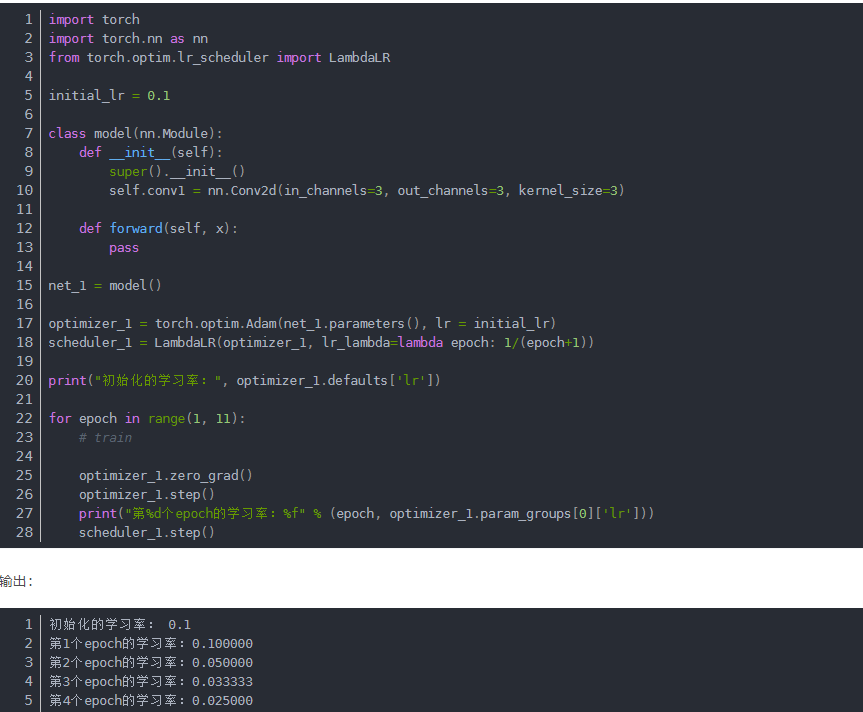 1 import torch
2 import torch.nn as nn
3 from torch.optim.lr_scheduler import LambdaLR
4
5 initial_lr = 0.1
6
7 class model(nn.Module):
8     def __init__(self):
9         super().__init__()
10         self.conv1 = nn.Conv2d(in_channels=3, out_channels=3, kernel_size=3)
11
12     def forward(self, x):
13         pass
14
15 net_1 = model()
16
17 optimizer_1 = torch.optim.Adam(net_1.parameters(), lr = initial_lr)
18 scheduler_1 = LambdaLR(optimizer_1, lr_lambda=lambda epoch: 1/(epoch+1))
19
20 print("初始化的学习率：", optimizer_1.defaults['lr'])
21
22 for epoch in range(1, 11):
23     # train
24
25     optimizer_1.zero_grad()
26     optimizer_1.step()
27     print("第%d个epoch的学习率：%f" % (epoch, optimizer_1.param_groups[0]['lr']))
28     scheduler_1.step()
输出：
1 初始化的学习率： 0.1
2 第1个epoch的学习率：0.100000
3 第2个epoch的学习率：0.050000
4 第3个epoch的学习率：0.033333
5 第4个epoch的学习率：0.025000